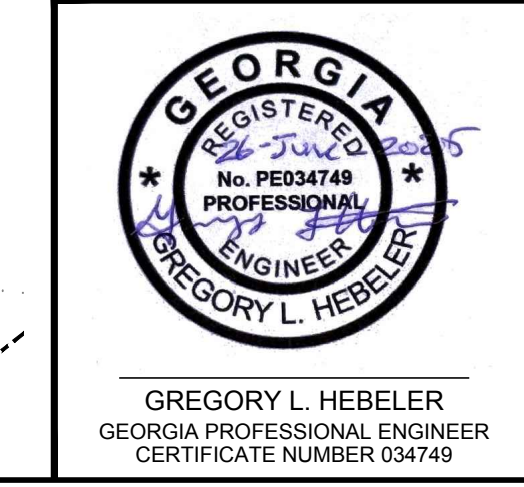 GEORGIA
REGISTERED
26-June-2025
No. PE034749
PROFESSIONAL
ENGINEER
GREGORY L. HEBELER
GREGORY L. HEBELER
GEORGIA PROFESSIONAL ENGINEER
CERTIFICATE NUMBER 034749